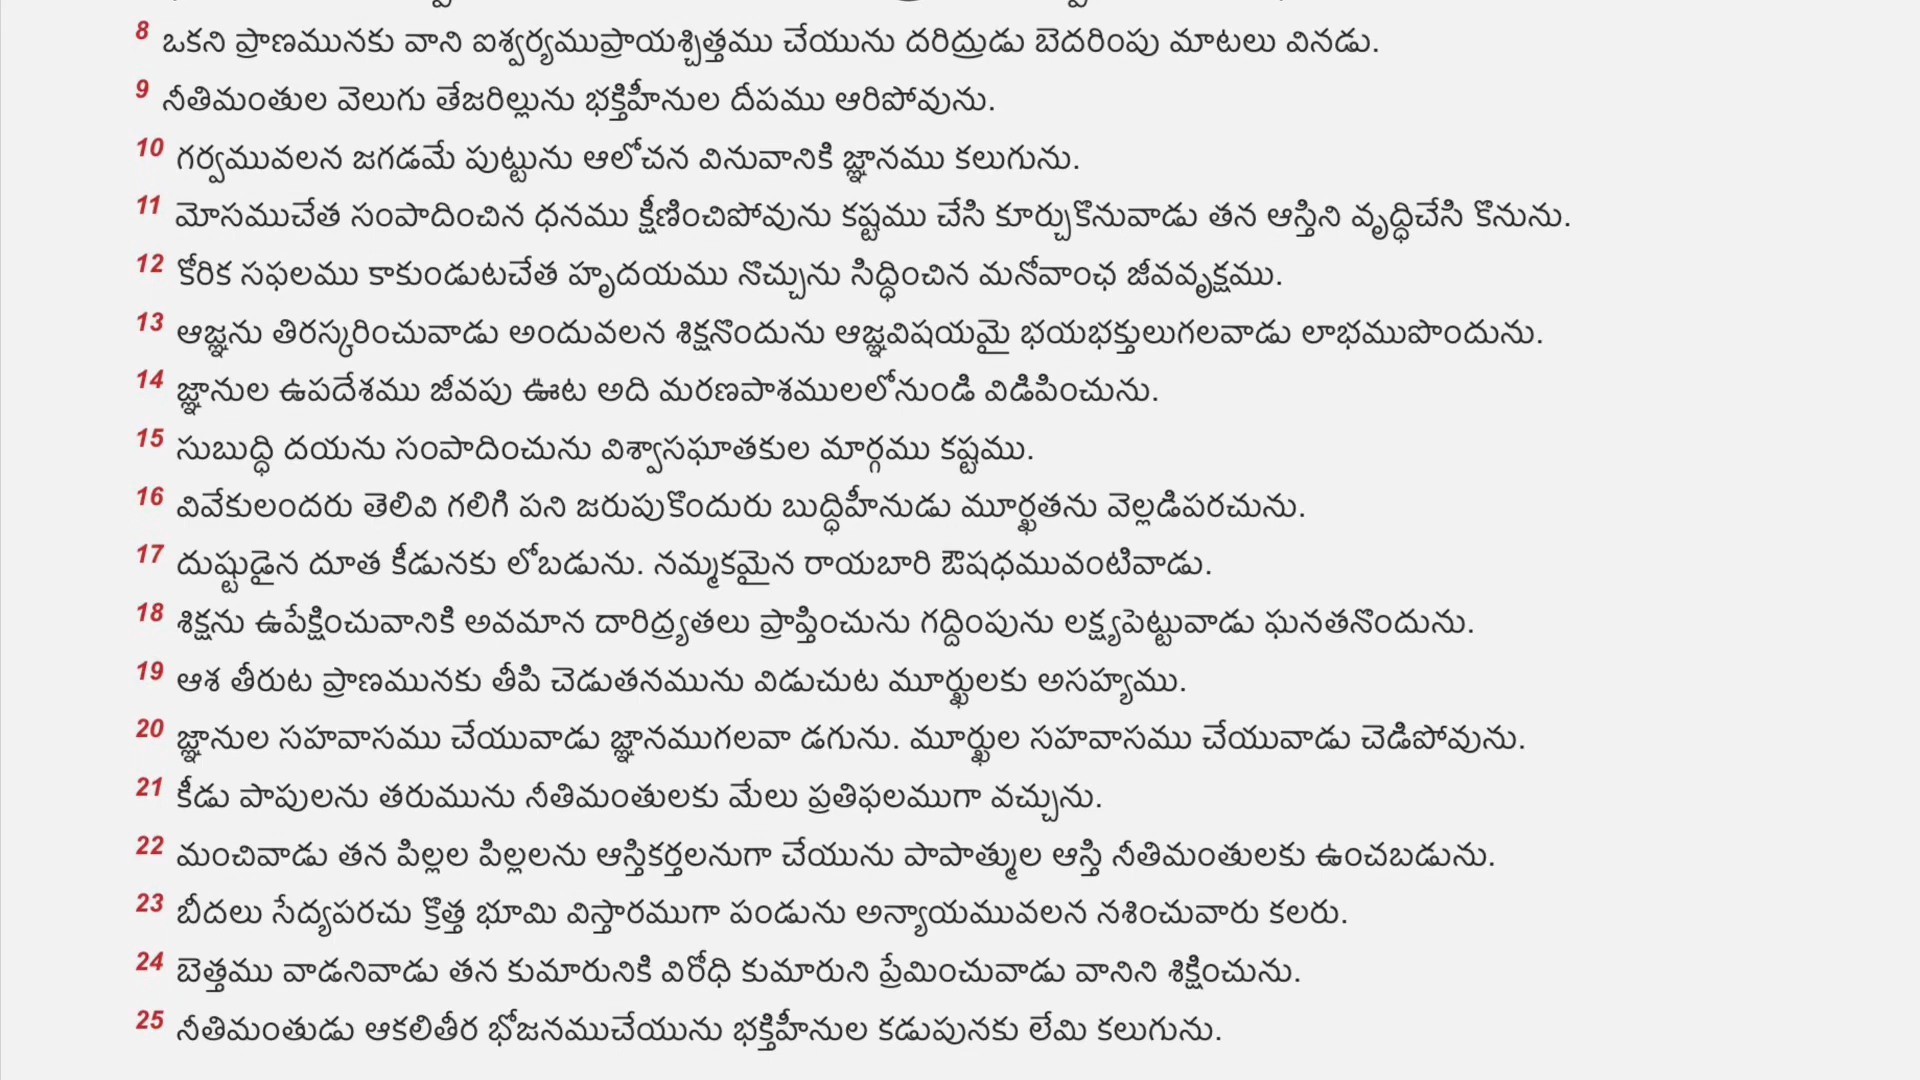 8 ఒకని ప్రాణమునకు వాని ఐశ్వర్యముప్రాయశ్చిత్తము చేయును దరిద్రుడు బెదరింపు మాటలు వినడు.
9 నీతిమంతుల వెలుగు తేజరిల్లును భక్తిహీనుల దీపము ఆరిపోవును.
10 గర్వమువలన జగడమే పుట్టును ఆలోచన వినువానికి జ్ఞానము కలుగును.
11 మోసముచేత సంపాదించిన ధనము క్షీణించిపోవును కష్టము చేసి కూర్చుకొనువాడు తన ఆస్తిని వృద్ధిచేసి కొనును.
12 కోరిక సఫలము కాకుండుటచేత హృదయము నొచ్చును సిద్ధించిన మనోవాంఛ జీవవృక్షము.
13 ఆజ్ఞను తిరస్కరించువాడు అందువలన శిక్షనొందును ఆజ్ఞవిషయమై భయభక్తులుగలవాడు లాభముపొందును.
14 జ్ఞానుల ఉపదేశము జీవపు ఊట అది మరణపాశములలోనుండి విడిపించును.
15 సుబుద్ధి దయను సంపాదించును విశ్వాసఘాతకుల మార్గము కష్టము.
16 వివేకులందరు తెలివి గలిగి పని జరుపుకొందురు బుద్ధిహీనుడు మూర్ఖతను వెల్లడిపరచును.
17 దుష్టుడైన దూత కీడునకు లోబడును. నమ్మకమైన రాయబారి ఔషధమువంటివాడు.
18 శిక్షను ఉపేక్షించువానికి అవమాన దారిద్ర్యతలు ప్రాప్తించును గద్దింపును లక్ష్యపెట్టువాడు ఘనతనొందును.
19 ఆశ తీరుట ప్రాణమునకు తీపి చెడుతనమును విడుచుట మూర్ఖులకు అసహ్యము.
20 జ్ఞానుల సహవాసము చేయువాడు జ్ఞానముగలవా డగును. మూర్ఖుల సహవాసము చేయువాడు చెడిపోవును.
21 కీడు పాపులను తరుమును నీతిమంతులకు మేలు ప్రతిఫలముగా వచ్చును.
22 మంచివాడు తన పిల్లల పిల్లలను ఆస్తికర్తలనుగా చేయును పాపాత్ముల ఆస్తి నీతిమంతులకు ఉంచబడును.
23 బీదలు సేద్యపరచు క్రొత్త భూమి విస్తారముగా పండును అన్యాయమువలన నశించువారు కలరు.
24 బెత్తము వాడనివాడు తన కుమారునికి విరోధి కుమారుని ప్రేమించువాడు వానిని శిక్షించును.
25 నీతిమంతుడు ఆకలితీర భోజనముచేయును భక్తిహీనుల కడుపునకు లేమి కలుగును.